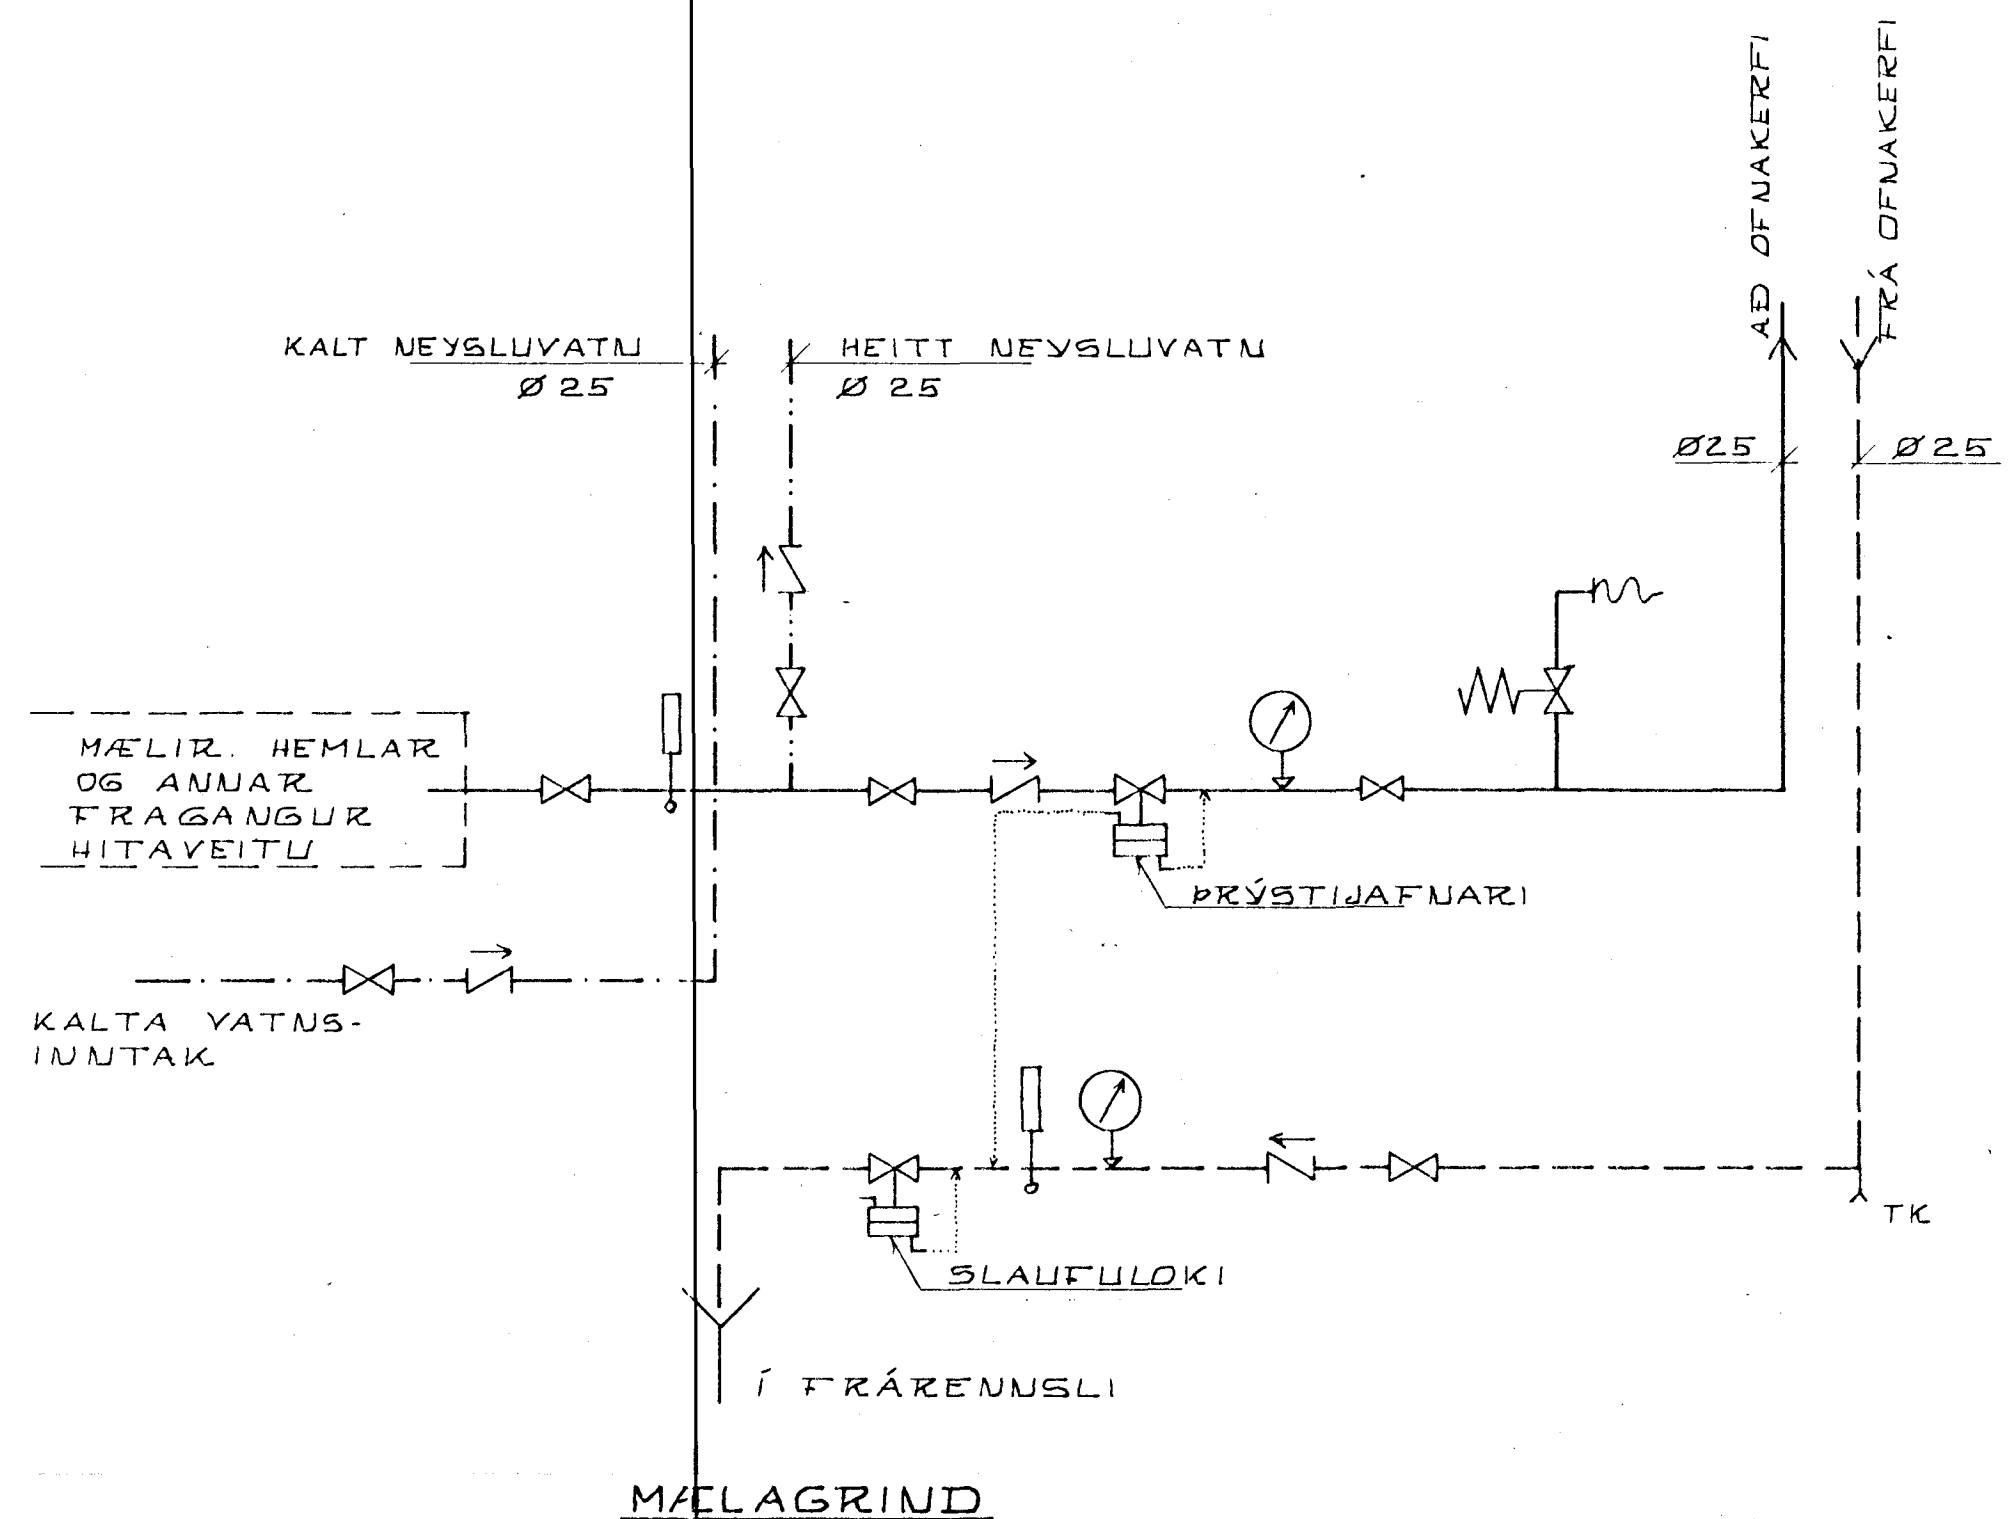 AÐ OFNAKERFI
FRÁ OFNAKERFI
KALT NEYSLUVATN
Ø 25
HEITT NEYSLUVATN
Ø 25
Ø25
Ø 25
MÆLIR. HEMLAR
OG ANNAR
FRAGANGUR
HITAVEITU
ÞRÝSTIJAFNARI
KALTA VATNS-
INNTAK
TK
SLAUFULOKI
Í FRÁRENNSLI
MÆLAGRIND